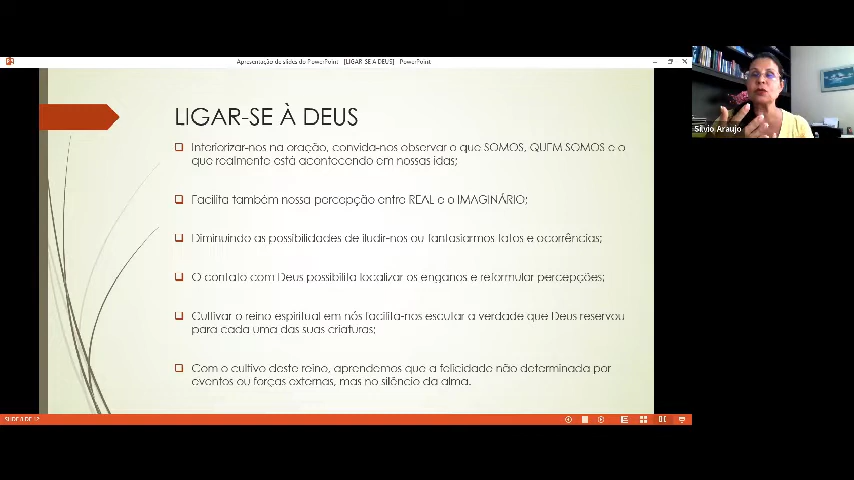 Apresentação de slides do PowerPoint - [LIGAR-SE A DEUS] - PowerPoint
LIGAR-SE À DEUS
Interiorizar-nos na oração, convida-nos observar o que SOMOS, QUEM SOMOS e o
que realmente está acontecendo em nossas idas;
Facilita também nossa percepção entre REAL e o IMAGINÁRIO;
Diminuindo as possibilidades de iludir-nos ou fantasiarmos fatos e ocorrências;
O contato com Deus possibilita localizar os enganos e reformular percepções;
Cultivar o reino espiritual em nós facilita-nos escutar a verdade que Deus reservou
para cada uma das suas criaturas;
Com o cultivo deste reino, aprendemos que a felicidade não determinada por
eventos ou forças externas, mas no silêncio da alma.
Silvio Araujo
SLIDE DE 12